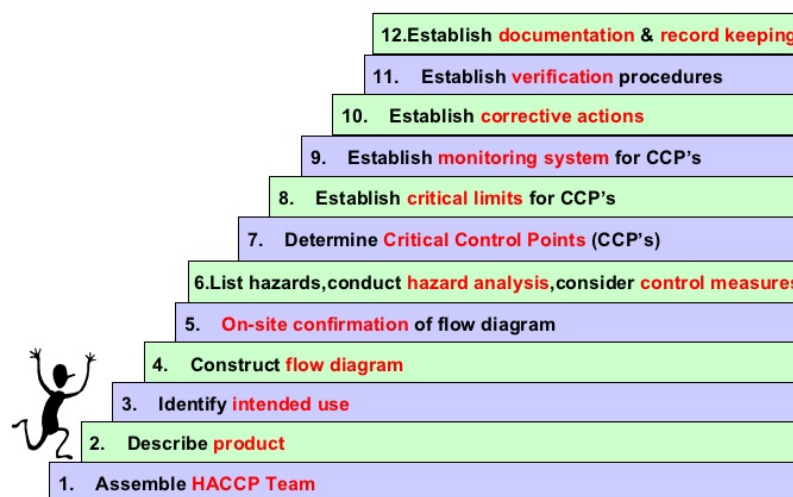 12.Establish documentation & record keeping
11. Establish verification procedures
10. Establish corrective actions
9. Establish monitoring system for CCP's
8. Establish critical limits for CCP's
7. Determine Critical Control Points (CCP's)
6.List hazards,conduct hazard analysis,consider control measures
5. On-site confirmation of flow diagram
4. Construct flow diagram
3. Identify intended use
2. Describe product
1. Assemble HACCP Team